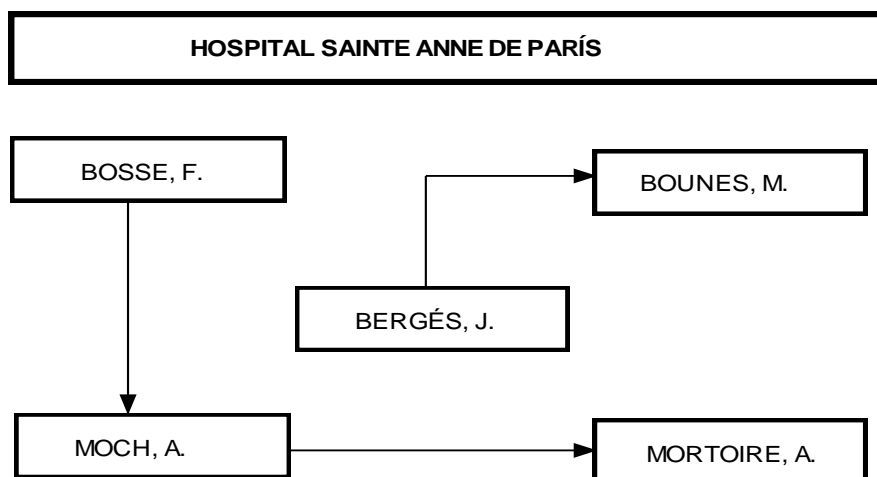 HOSPITAL SAINTE ANNE DE PARÍS
BOSSE, F.
BOUNES, M.
BERGÉS, J.
MOCH, A.
MORTOIRE, A.